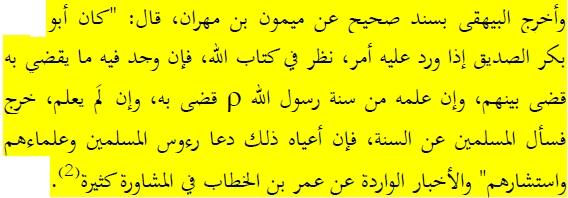 وأخرج البيهقى بسند صحيح عن ميمون بن مهران، قال: "كان أبو
بكر الصديق إذا ورد عليه أمر، نظر في كتاب الله، فإن وجد فيه ما يقضي به
قضى بينهم، وإن علمه من سنة رسول الله ρ قضى به، وإن لَم يعلم، خرج
فسأل المسلمين عن السنة، فإن أعياه ذلك دعا رءوس المسلمين وعلماءهم
واستشارهم" والأخبار الواردة عن عمر بن الخطاب في المشاورة كثيرة(2).